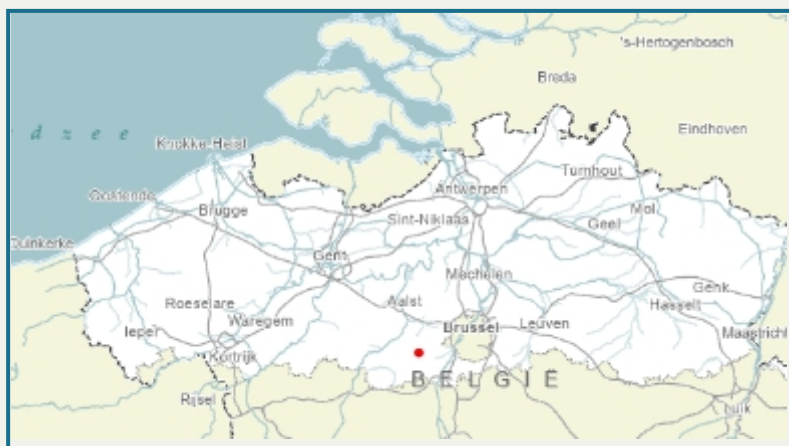 's-Hertogenbosch
Breda
Eindhoven
d z e e
Knokke-Heist
Turnhout
Antwerpen
Oostende
Brugge
Sint-Niklaas
Geel
Mol
Duinkerke
Gent
Mechelen
Genk
Roeselare
Aalst
Hasselt
Ieper
Waregem
Brussel
Leuven
Maastricht
Kortrijk
BELGIË
Rijsel
Luik